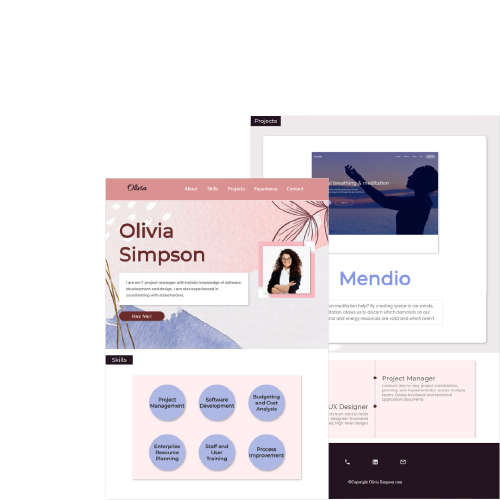 Olivia
About Skills Projects Experience Contact
Olivia
Simpson
I am an IT project manager with holistic knowledge of software
development and design. I am also experienced in
coordinating with stakeholders.
Hire Me!
Skills
Project
Management
Software
Development
Budgeting
and Cost
Analysis
Enterprise
Resource
Planning
Staff and
User
Training
Process
Improvement
Projects
breathing & meditation
Mendio
meditation help? By creating space in our minds,
allows us to discern which demands on our
and energy resources are valid and which aren't.
Project Manager
UX Designer
©Copyright Olivia Simpson.com